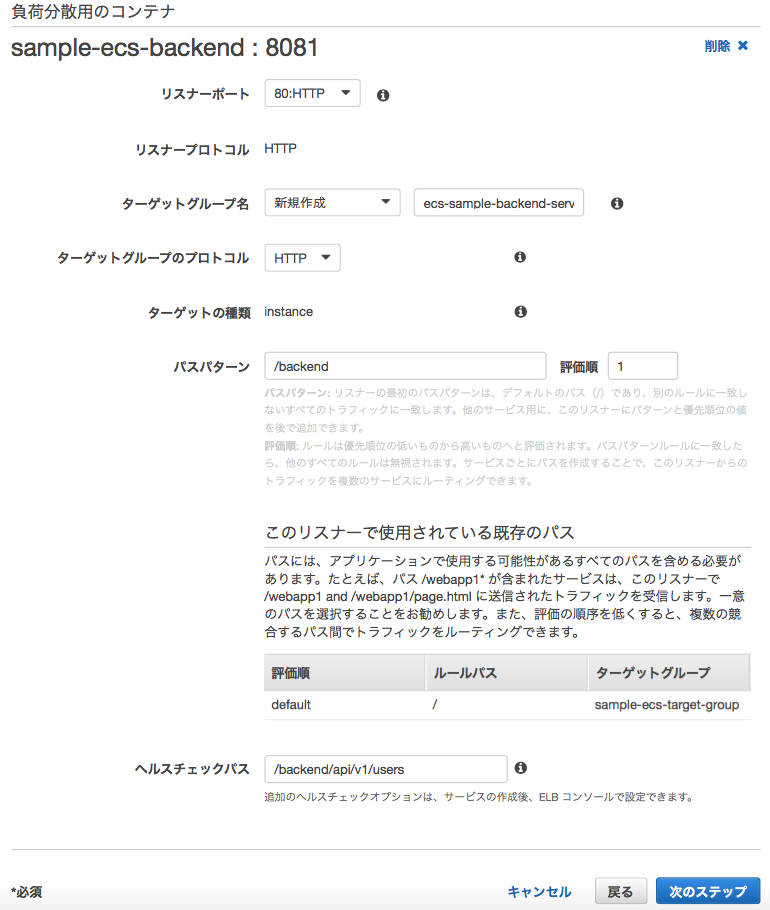 負荷分散用のコンテナ
sample-ecs-backend : 8081
削除 ✖
リスナーポート 80:HTTP
リスナープロトコル HTTP
ターゲットグループ名 新規作成 ecs-sample-backend-serv
ターゲットグループのプロトコル HTTP
ターゲットの種類 instance
パスパターン /backend 評価順 1
パスパターン: リスナーの最初のパスパターンは、デフォルトのパス（/）であり、別のルールに一致し
ないすべてのトラフィックに一致します。他のサービス用に、このリスナーにパターンと優先順位の値
を後で追加できます。
評価順: ルールは優先順位の低いものから高いものへと評価されます。パスパターンルールに一致した
ら、他のすべてのルールは無視されます。サービスごとにパスを作成することで、このリスナーからの
トラフィックを複数のサービスにルーティングできます。
このリスナーで使用されている既存のパス
パスには、アプリケーションで使用する可能性があるすべてのパスを含める必要が
あります。たとえば、パス /webapp1* が含まれたサービスは、このリスナーで
/webapp1 and /webapp1/page.html に送信されたトラフィックを受信します。一意
のパスを選択することをお勧めします。また、評価の順序を低くすると、複数の競
合するパス間でトラフィックをルーティングできます。
評価順 ルールパス ターゲットグループ
default / sample-ecs-target-group
ヘルスチェックパス /backend/api/v1/users
追加のヘルスチェックオプションは、サービスの作成後、ELB コンソールで設定できます。
*必須 キャンセル 戻る 次のステップ